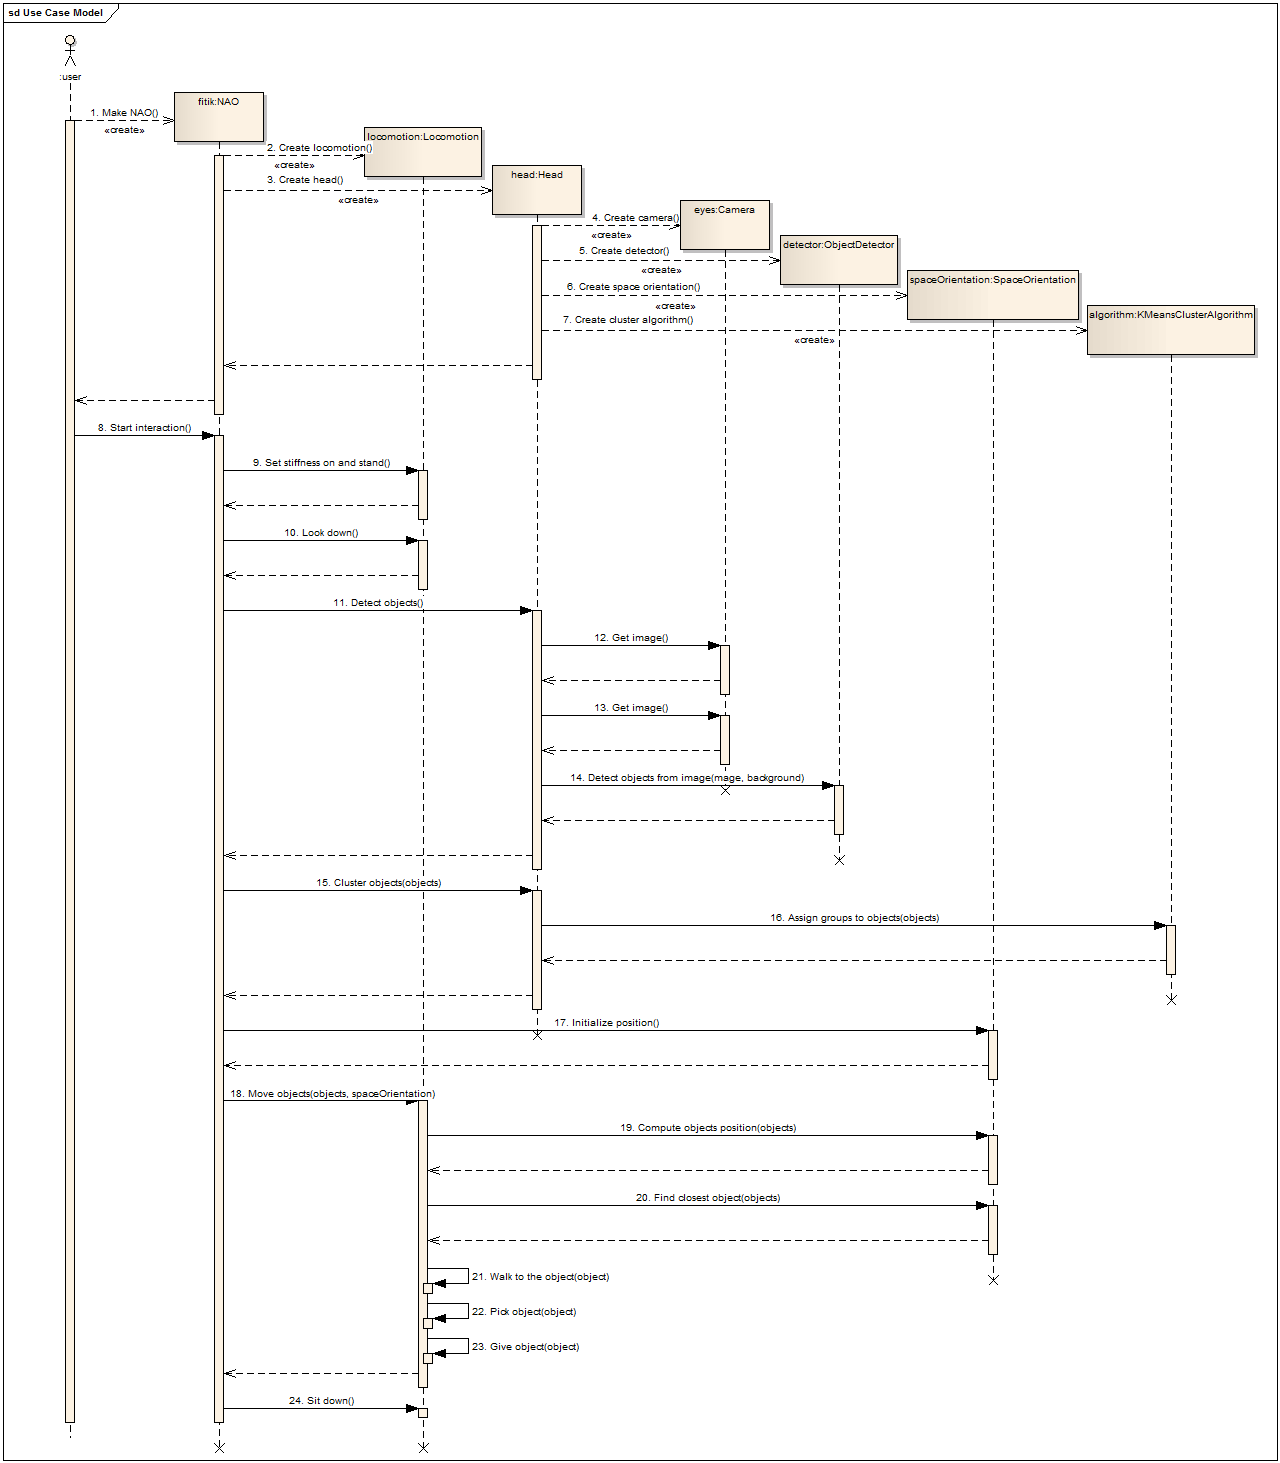 sd Use Case Model
:user
fitik:NAO
1. Make NAO()
«create»
locomotion:Locomotion
2. Create locomotion()
«create»
head:Head
3. Create head()
«create»
eyes:Camera
4. Create camera()
«create»
detector:ObjectDetector
5. Create detector()
«create»
spaceOrientation:SpaceOrientation
6. Create space orientation()
«create»
algorithm:KMeansClusterAlgorithm
7. Create cluster algorithm()
«create»
8. Start interaction()
9. Set stiffness on and stand()
10. Look down()
11. Detect objects()
12. Get image()
13. Get image()
14. Detect objects from image(mage, background)
15. Cluster objects(objects)
16. Assign groups to objects(objects)
17. Initialize position()
18. Move objects(objects, spaceOrientation)
19. Compute objects position(objects)
20. Find closest object(objects)
21. Walk to the object(object)
22. Pick object(object)
23. Give object(object)
24. Sit down()